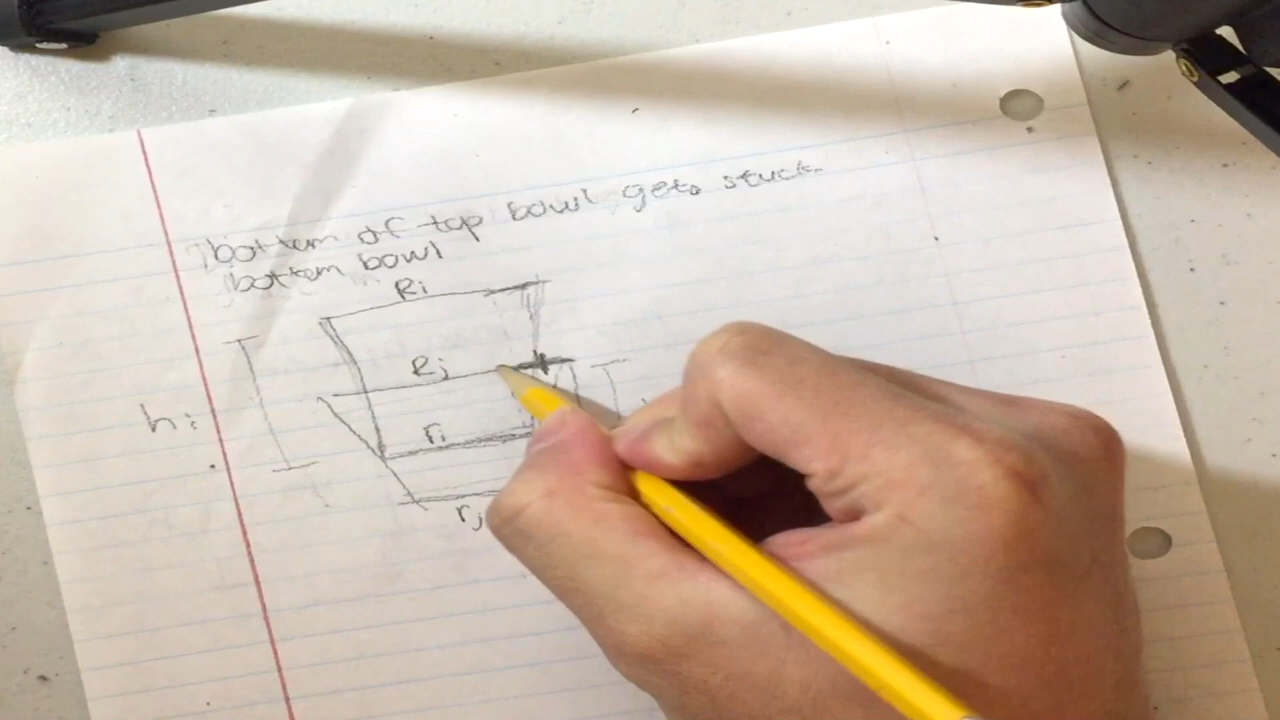 bottom of top bowl gets stuck
bottom bowl
Ri
Rj
hi
ri
rj